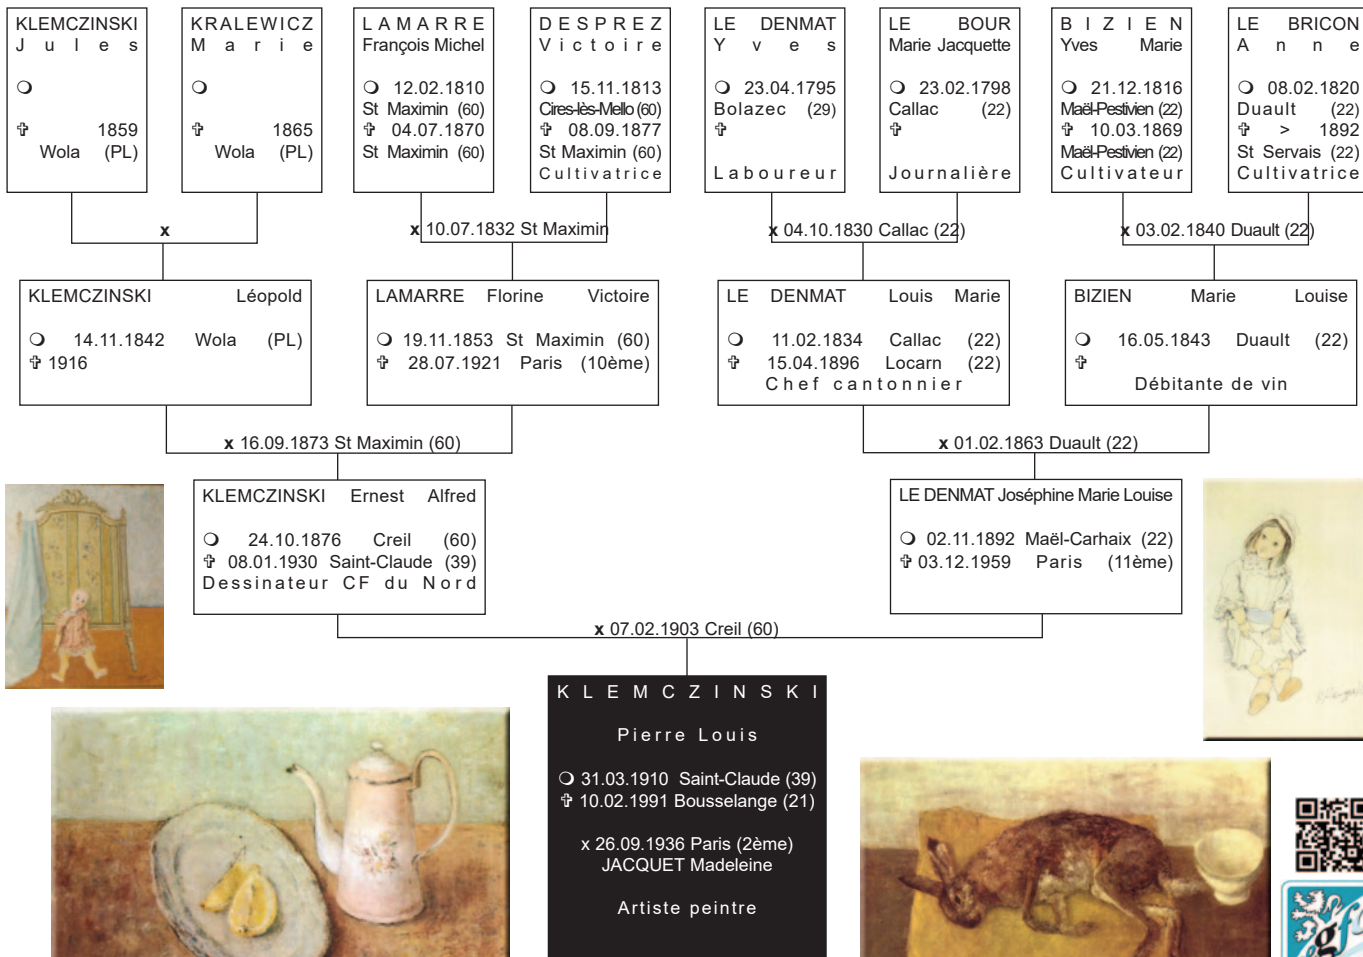 KLEMCZINSKI
Jules
❍
✞ 1859
Wola (PL)
KRALEWICZ
Marie
❍
✞ 1865
Wola (PL)
LAMARRE
François Michel
❍ 12.02.1810
St Maximin (60)
✞ 04.07.1870
St Maximin (60)
DESPREZ
Victoire
❍ 15.11.1813
Cires-lès-Mello (60)
✞ 08.09.1877
St Maximin (60)
Cultivatrice
LE DENMAT
Yves
❍ 23.04.1795
Bolazec (29)
✞
Laboureur
LE BOUR
Marie Jacquette
❍ 23.02.1798
Callac (22)
✞
Journalière
BIZIEN
Yves Marie
❍ 21.12.1816
Maël-Pestivien (22)
✞ 10.03.1869
Maël-Pestivien (22)
Cultivateur
LE BRICON
Anne
❍ 08.02.1820
Duault (22)
✞ > 1892
St Servais (22)
Cultivatrice
x
x 10.07.1832 St Maximin
x 04.10.1830 Callac (22)
x 03.02.1840 Duault (22)
KLEMCZINSKI Léopold
❍ 14.11.1842 Wola (PL)
✞ 1916
LAMARRE Florine Victoire
❍ 19.11.1853 St Maximin (60)
✞ 28.07.1921 Paris (10ème)
LE DENMAT Louis Marie
❍ 11.02.1834 Callac (22)
✞ 15.04.1896 Locarn (22)
Chef cantonnier
BIZIEN Marie Louise
❍ 16.05.1843 Duault (22)
✞
Débitante de vin
x 16.09.1873 St Maximin (60)
x 01.02.1863 Duault (22)
KLEMCZINSKI Ernest Alfred
❍ 24.10.1876 Creil (60)
✞ 08.01.1930 Saint-Claude (39)
Dessinateur CF du Nord
LE DENMAT Joséphine Marie Louise
❍ 02.11.1892 Maël-Carhaix (22)
✞ 03.12.1959 Paris (11ème)
x 07.02.1903 Creil (60)
KLEMCZINSKI
Pierre Louis
❍ 31.03.1910 Saint-Claude (39)
✞ 10.02.1991 Bousselange (21)
x 26.09.1936 Paris (2ème)
JACQUET Madeleine
Artiste peintre